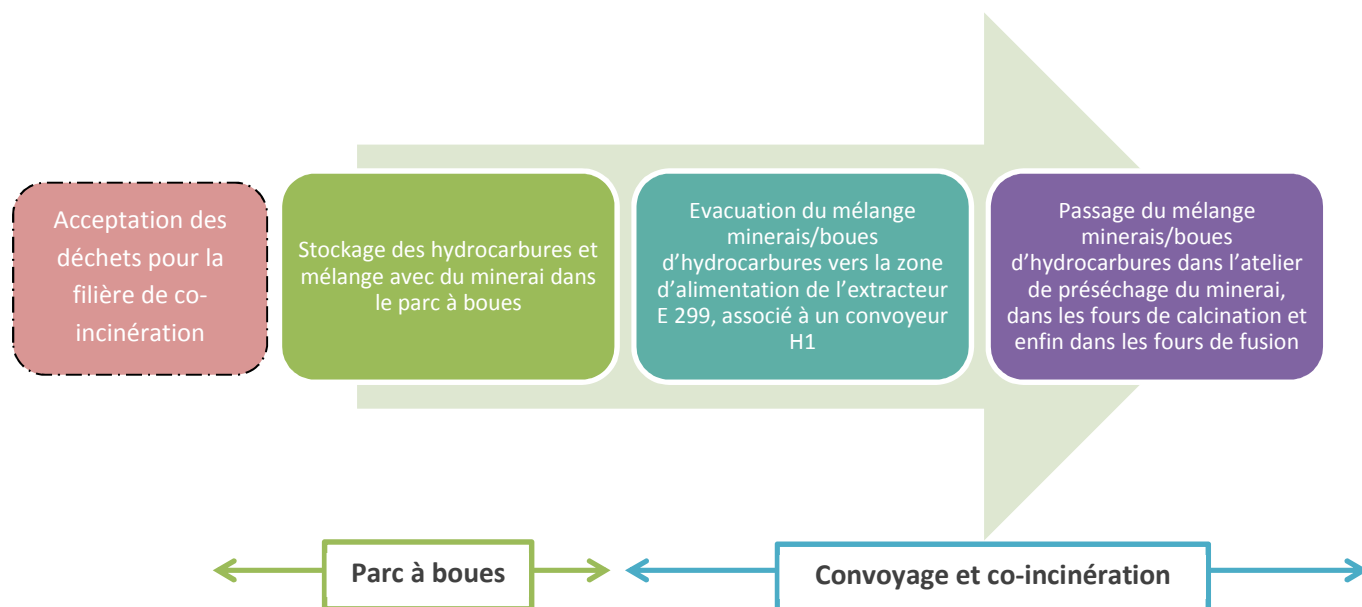 Acceptation des
déchets pour la
filière de co-
incinération
Stockage des hydrocarbures et
mélange avec du minerai dans
le parc à boues
Evacuation du mélange
minerais/boues
d'hydrocarbures vers la zone
d'alimentation de l'extracteur
E 299, associé à un convoyeur
H1
Passage du mélange
minerais/boues
d'hydrocarbures dans l'atelier
de préséchage du minerai,
dans les fours de calcination et
enfin dans les fours de fusion
Parc à boues
Convoyage et co-incinération